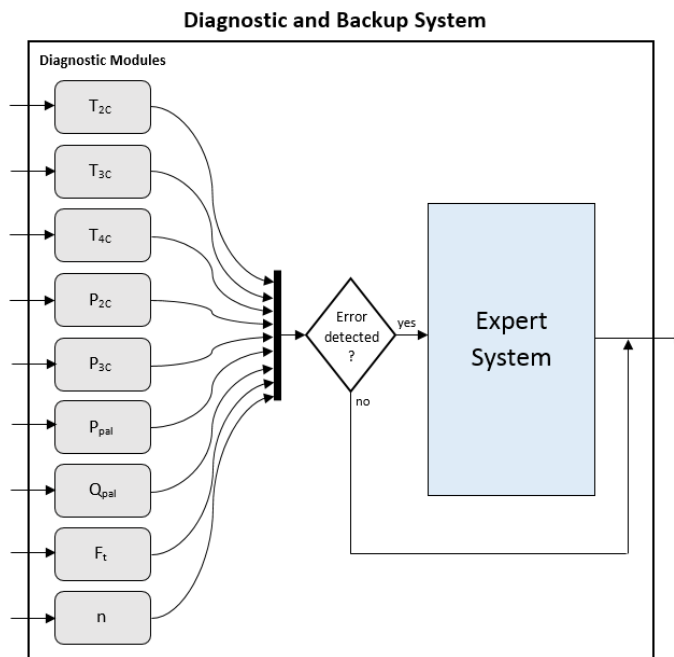 Diagnostic and Backup System
Diagnostic Modules
T2C
T3C
T4C
P2C
P3C
Ppal
Qpal
Ft
n
Error
detected
?
yes
no
Expert
System